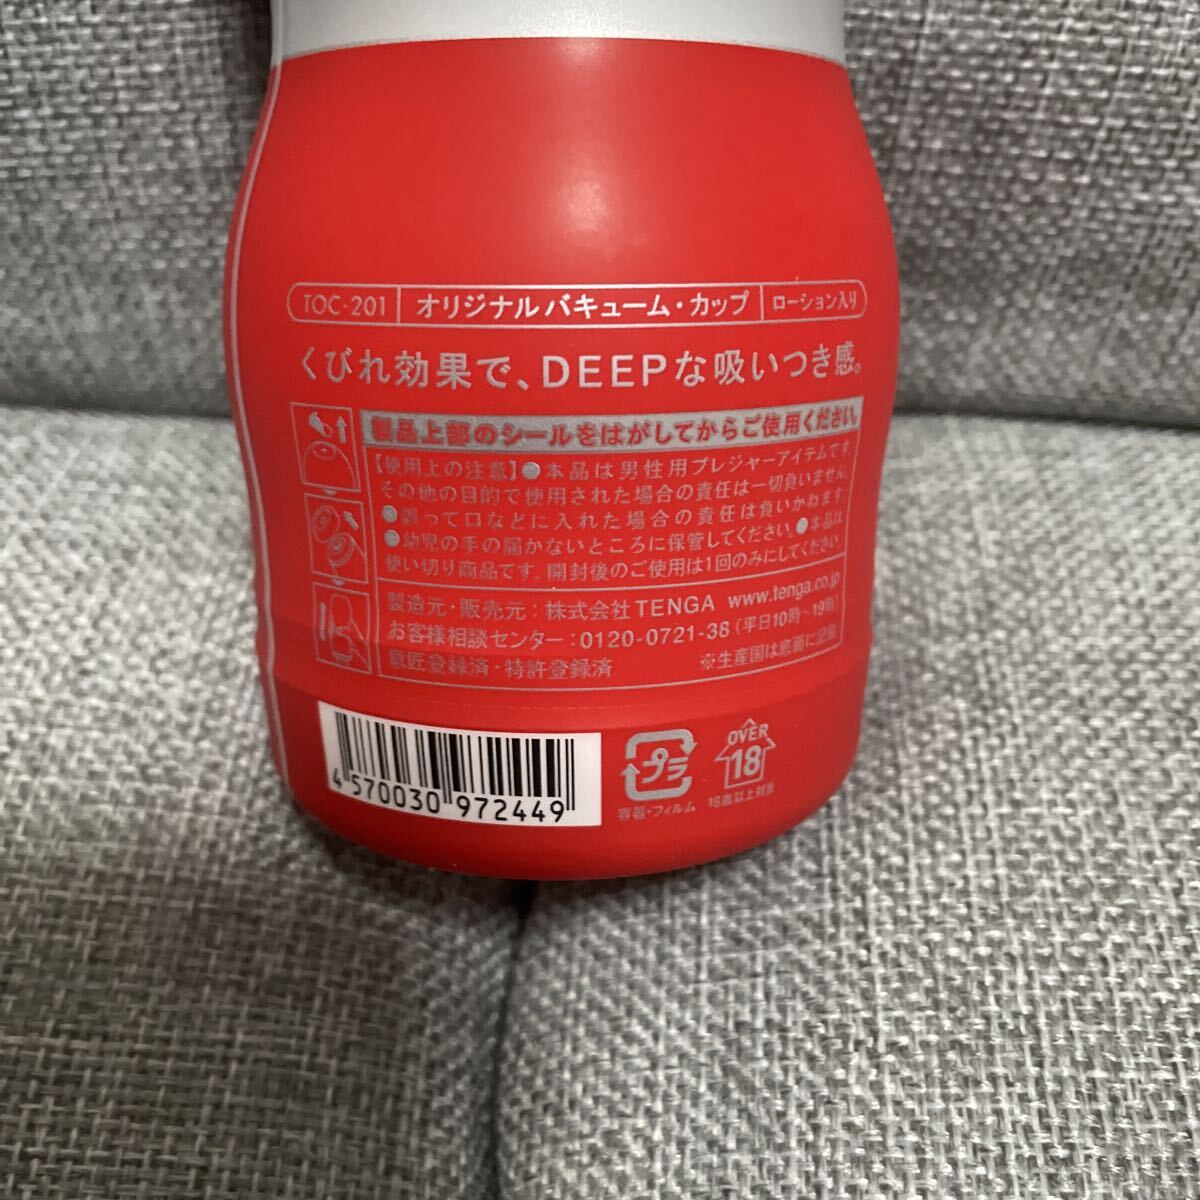 TOC-201 オリジナル バキューム・カップ ローション入り
くびれ効果で、DEEPな吸いつき感。
製品上部のシールをはがしてからご使用ください。
【使用上の注意】●本品は男性用プレジャーアイテムです。
その他の目的で使用された場合の責任は一切負いません。
●誤って口などに入れた場合の責任は負いかねます。
●幼児の手の届かないところに保管してください。●本品は
使い切り商品です。開封後のご使用は1回のみにしてください。
製造元・販売元：株式会社TENGA www.tenga.co.jp
お客様相談センター：0120-0721-38（平日10時～19時）
意匠登録済・特許登録済 ※生産国は底面に記載
4 570030 972449
プラ
容器・フィルム
OVER
18
18歳以上対象